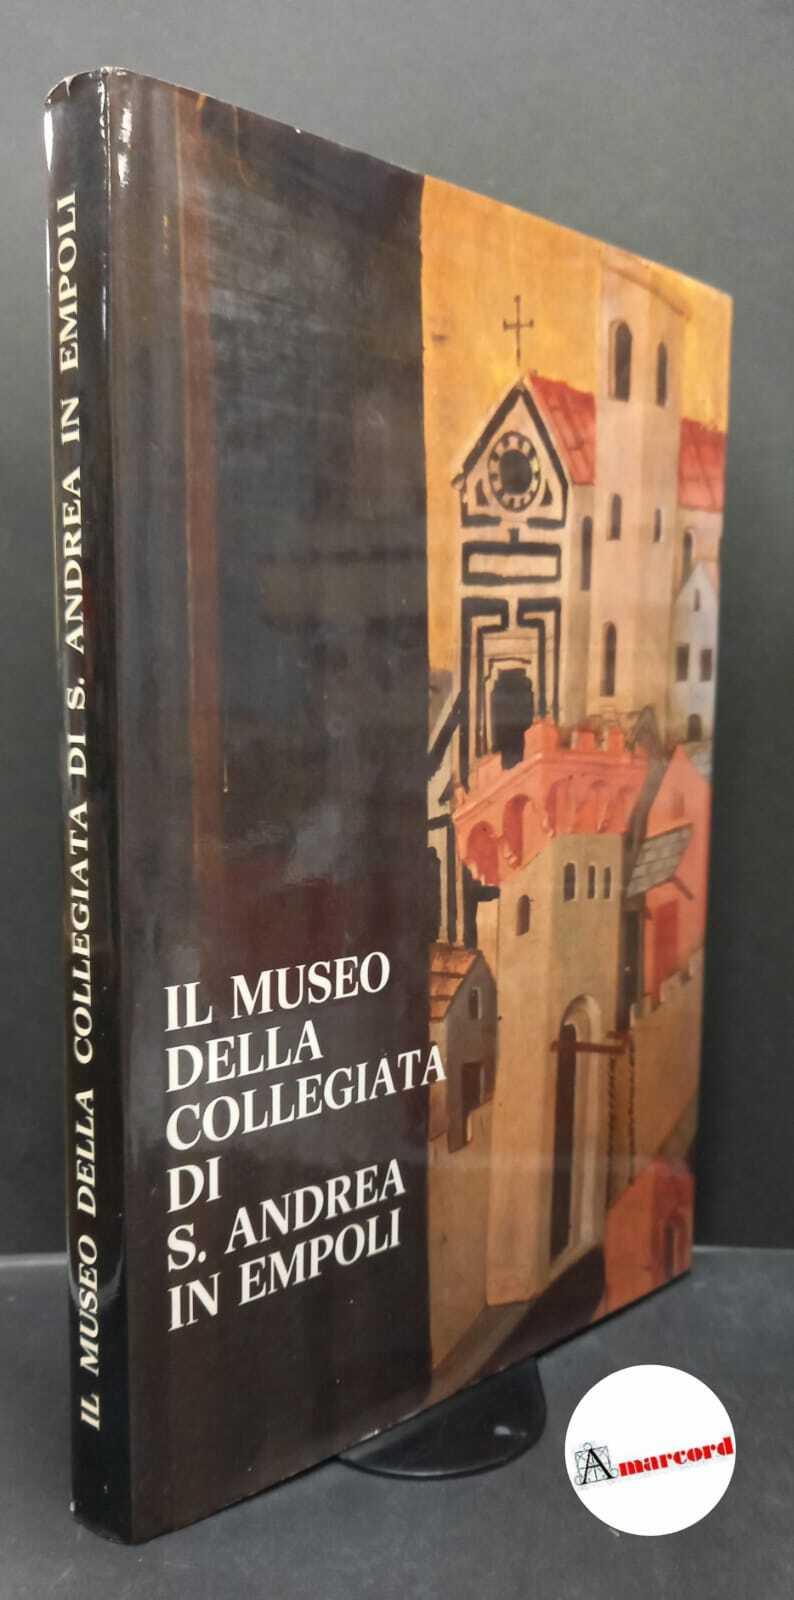 IL MUSEO DELLA COLLEGIATA DI S. ANDREA IN EMPOLI
IL MUSEO
DELLA
COLLEGIATA
DI
S. ANDREA
IN EMPOLI
Amarcord